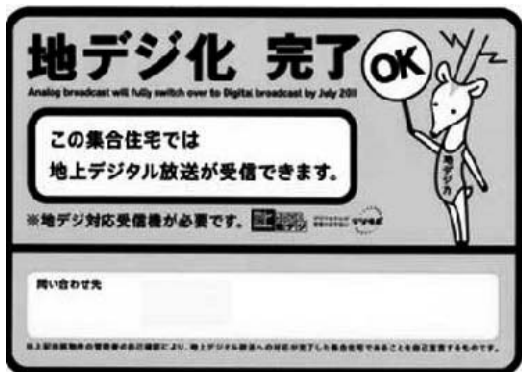 地デジ化 完了
OK
Analog broadcast will fully switch over to Digital broadcast by July 2011
この集合住宅では
地上デジタル放送が受信できます。
地デジカ
※地デジ対応受信機が必要です。
地デジ
問い合わせ先